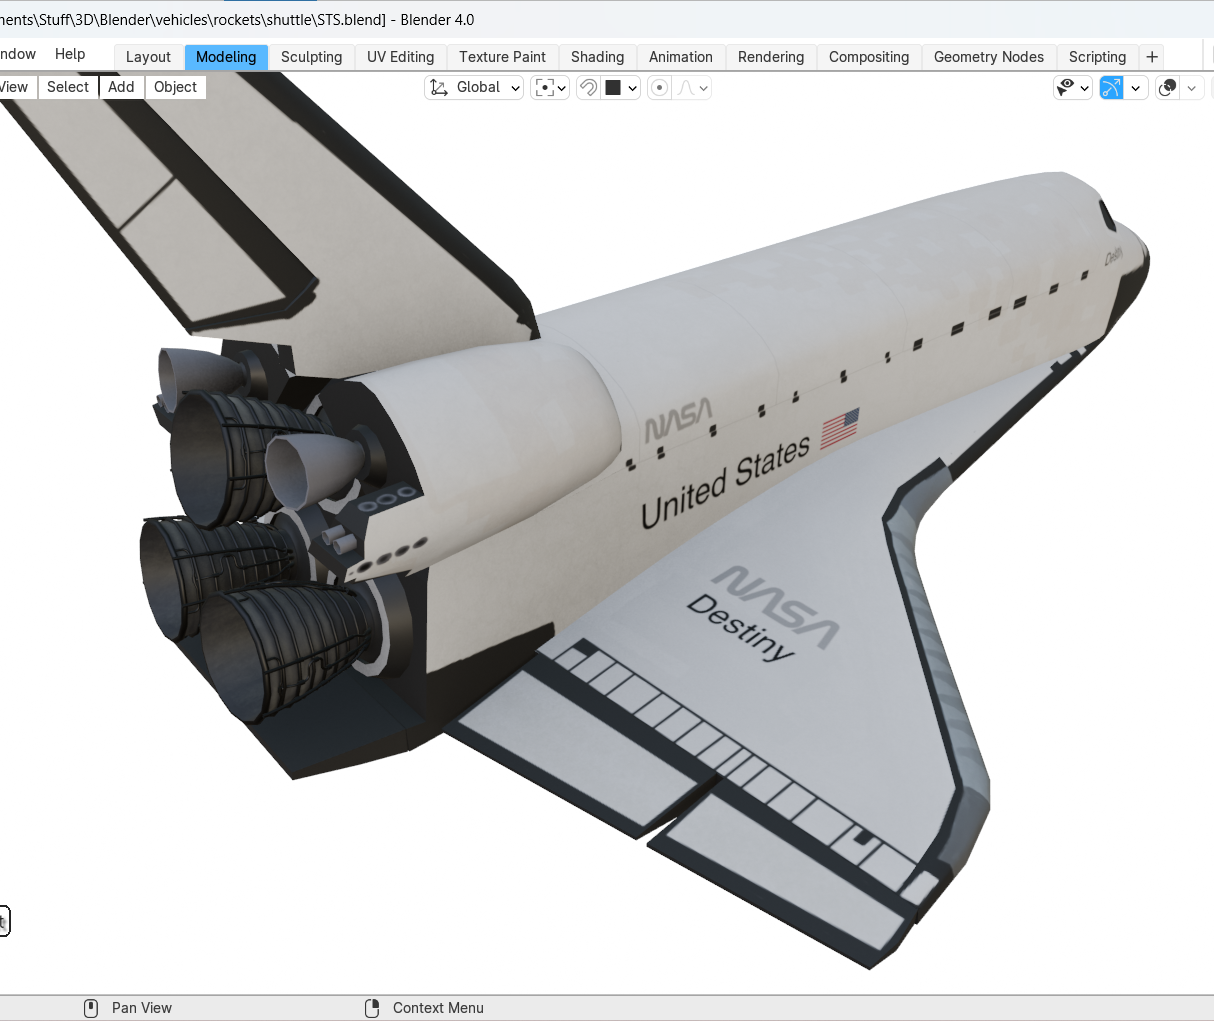 nents\Stuff\3D\Blender\vehicles\rockets\shuttle\STS.blend] - Blender 4.0
ndow Help Layout Modeling Sculpting UV Editing Texture Paint Shading Animation Rendering Compositing Geometry Nodes Scripting +
View Select Add Object Global
Destiny
NASA
United States
NASA
Destiny
Pan View Context Menu